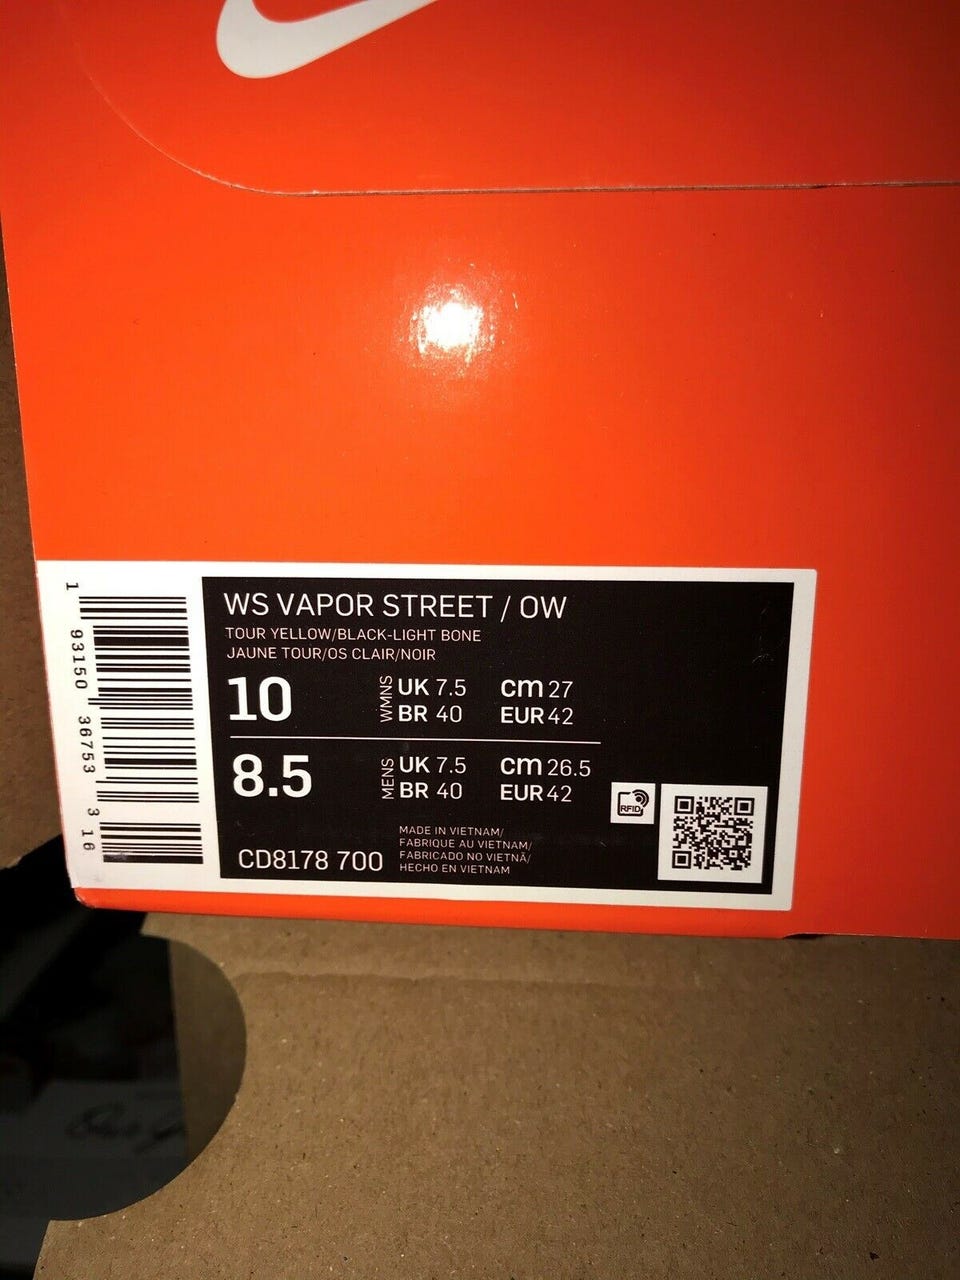 WS VAPOR STREET / OW
TOUR YELLOW/BLACK-LIGHT BONE
JAUNE TOUR/OS CLAIR/NOIR
10 WMNS UK 7.5 cm 27
BR 40 EUR 42
8.5 MENS UK 7.5 cm 26.5
BR 40 EUR 42
CD8178 700
MADE IN VIETNAM/
FABRIQUE AU VIETNAM/
FABRICADO NO VIETNÃ/
HECHO EN VIETNAM
RFID
1 93150 36753 3 16